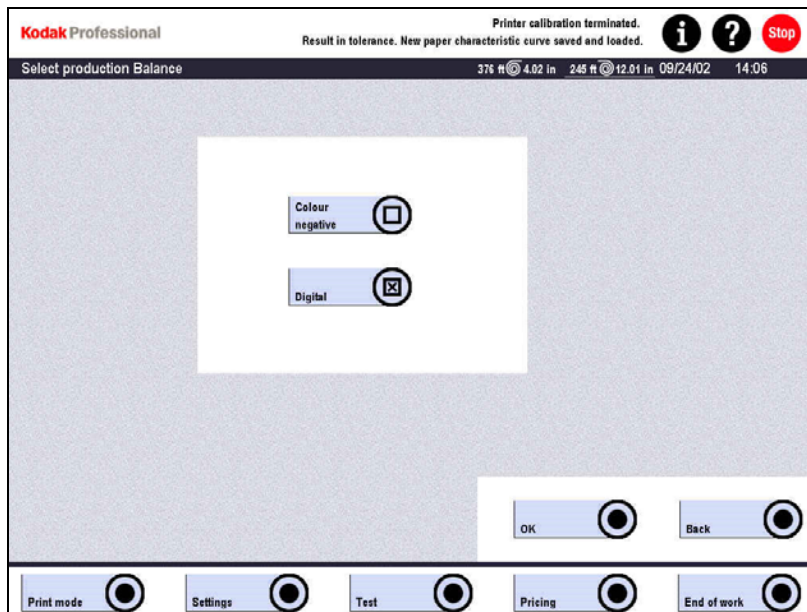 Kodak Professional
Printer calibration terminated.
Result in tolerance. New paper characteristic curve saved and loaded.
i
?
Stop
Select production Balance
376 ft 4.02 in 245 ft 12.01 in 09/24/02 14:06
Colour
negative
Digital
OK
Back
Print mode
Settings
Test
Pricing
End of work